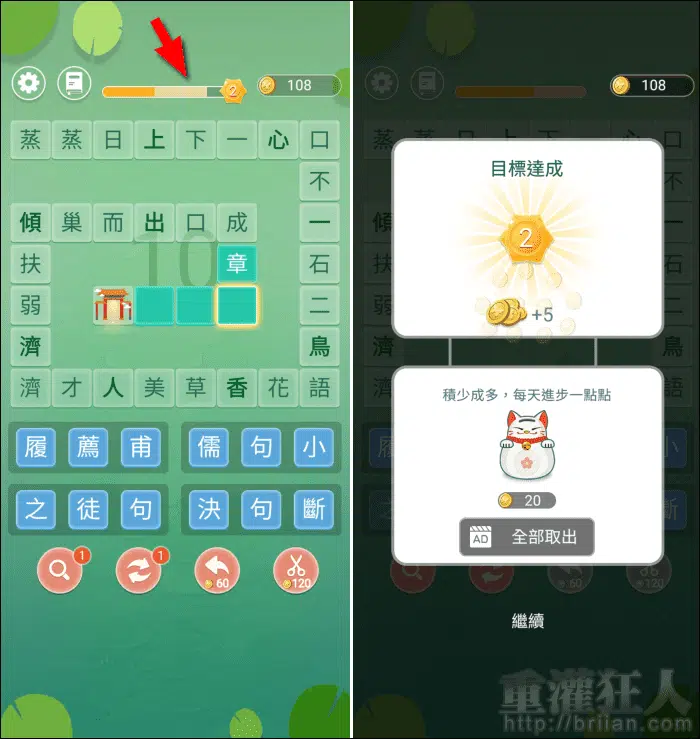 2
108
蒸 蒸 日 上 下 一 心 口
不
傾 巢 而 出 口 成 一
10
扶 章 石
弱 二
濟 鳥
濟 才 人 美 草 香 花 語
履 薦 甫 儒 句 小
之 徒 句 決 句 斷
1 1 60 120
108
目標達成
2
+5
積少成多，每天進步一點點
20
AD 全部取出
60 120
繼續
重灌狂人
http://briian.com